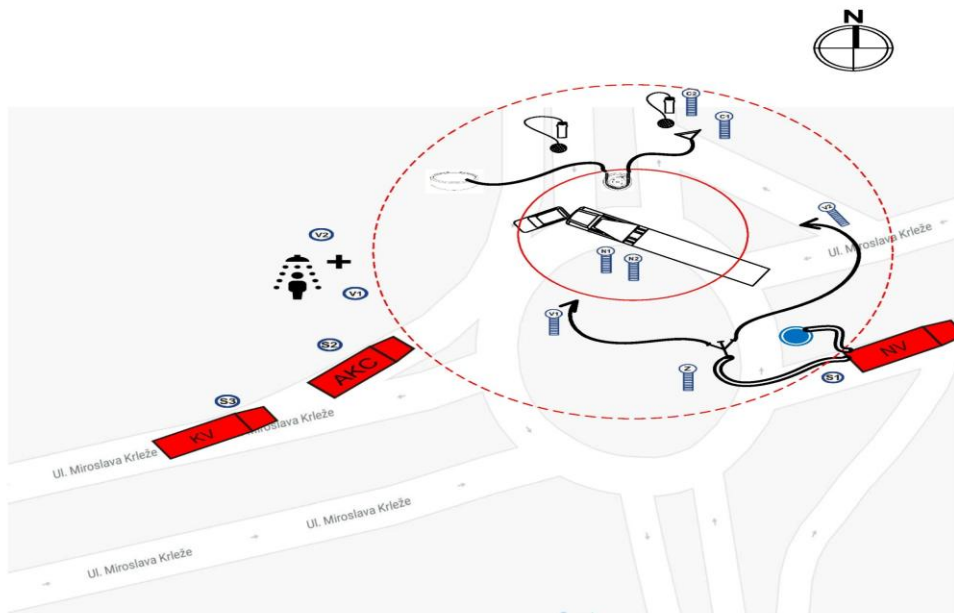 N
C2
C1
V2
Ul. Miroslava Krleže
N1
N2
V2
V1
V1
S2
AKC
NV
Z
S1
S3
KV
Miroslava Krleže
Ul. Miroslava Krleže
Ul. Miroslava Krleže
Ul. Miroslava Krleže